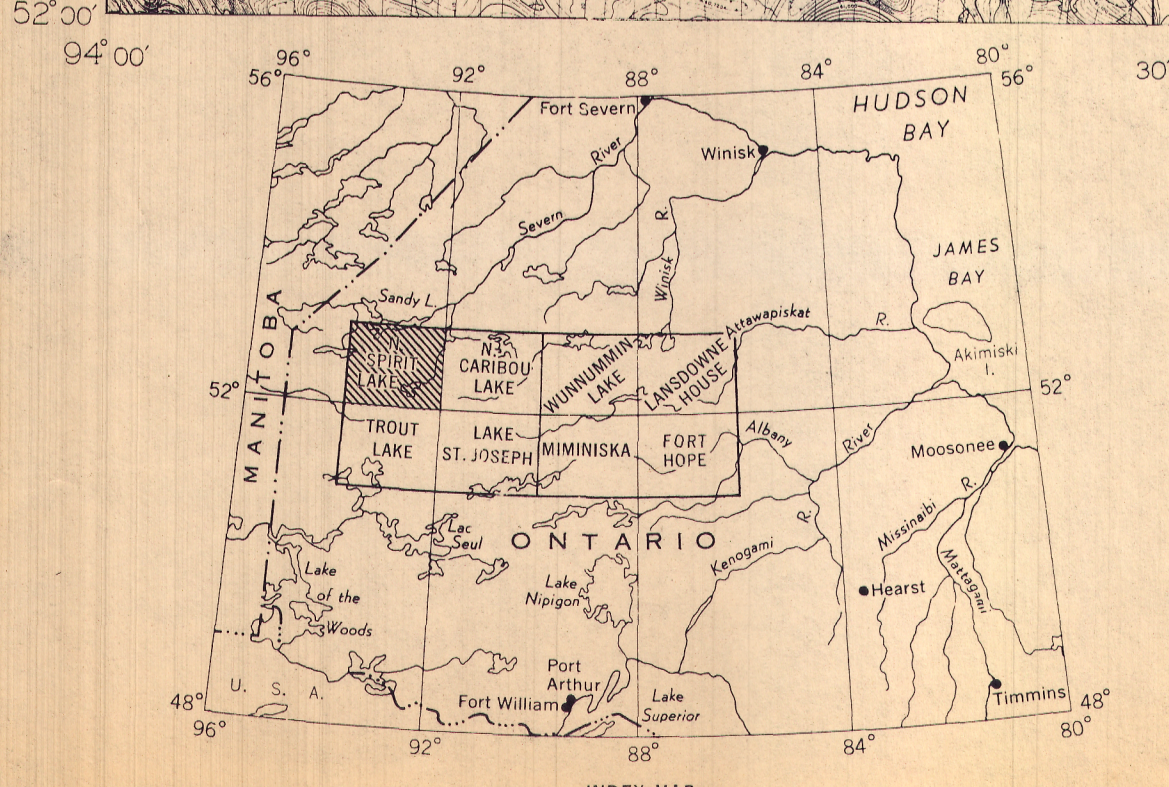 52°00'
94°00'
30'
96°
92°
88°
84°
80°
56°
56°
Fort Severn
HUDSON
BAY
Winisk
River
Severn
R.
Winisk
JAMES
BAY
Sandy L.
Attawapiskat
R.
Akimiski
I.
MANITOBA
N.
SPIRIT
LAKE
N.
CARIBOU
LAKE
WUNNUMMIN
LAKE
LANSDOWNE
HOUSE
52°
52°
TROUT
LAKE
LAKE
ST. JOSEPH
MIMINISKA
FORT
HOPE
Albany
River
Moosonee
R.
R.
Missinaibi
Lac
Seul
ONTARIO
Kenogami
Mattagami
Lake
of the
Woods
Lake
Nipigon
Hearst
Port
Arthur
Fort William
Lake
Superior
Timmins
U. S. A.
48°
48°
96°
92°
88°
84°
80°